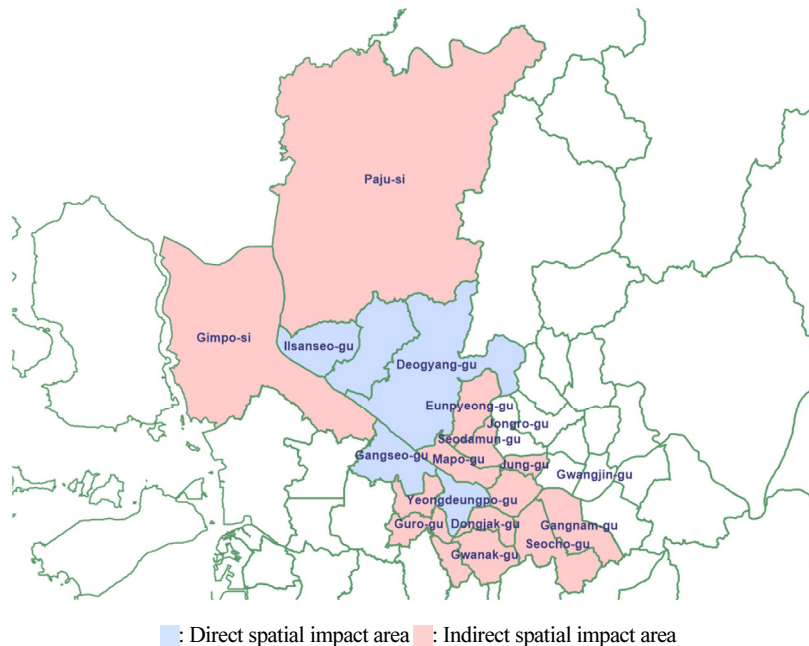 Paju-si
Gimpo-si
Ilsanseo-gu
Deogyang-gu
Eunpyeong-gu
Jongro-gu
Seodamun-gu
Gangseo-gu
Mapo-gu
Jung-gu
Gwangjin-gu
Yeongdeungpo-gu
Guro-gu
Dongjak-gu
Gangnam-gu
Seocho-gu
Gwanak-gu
: Direct spatial impact area : Indirect spatial impact area